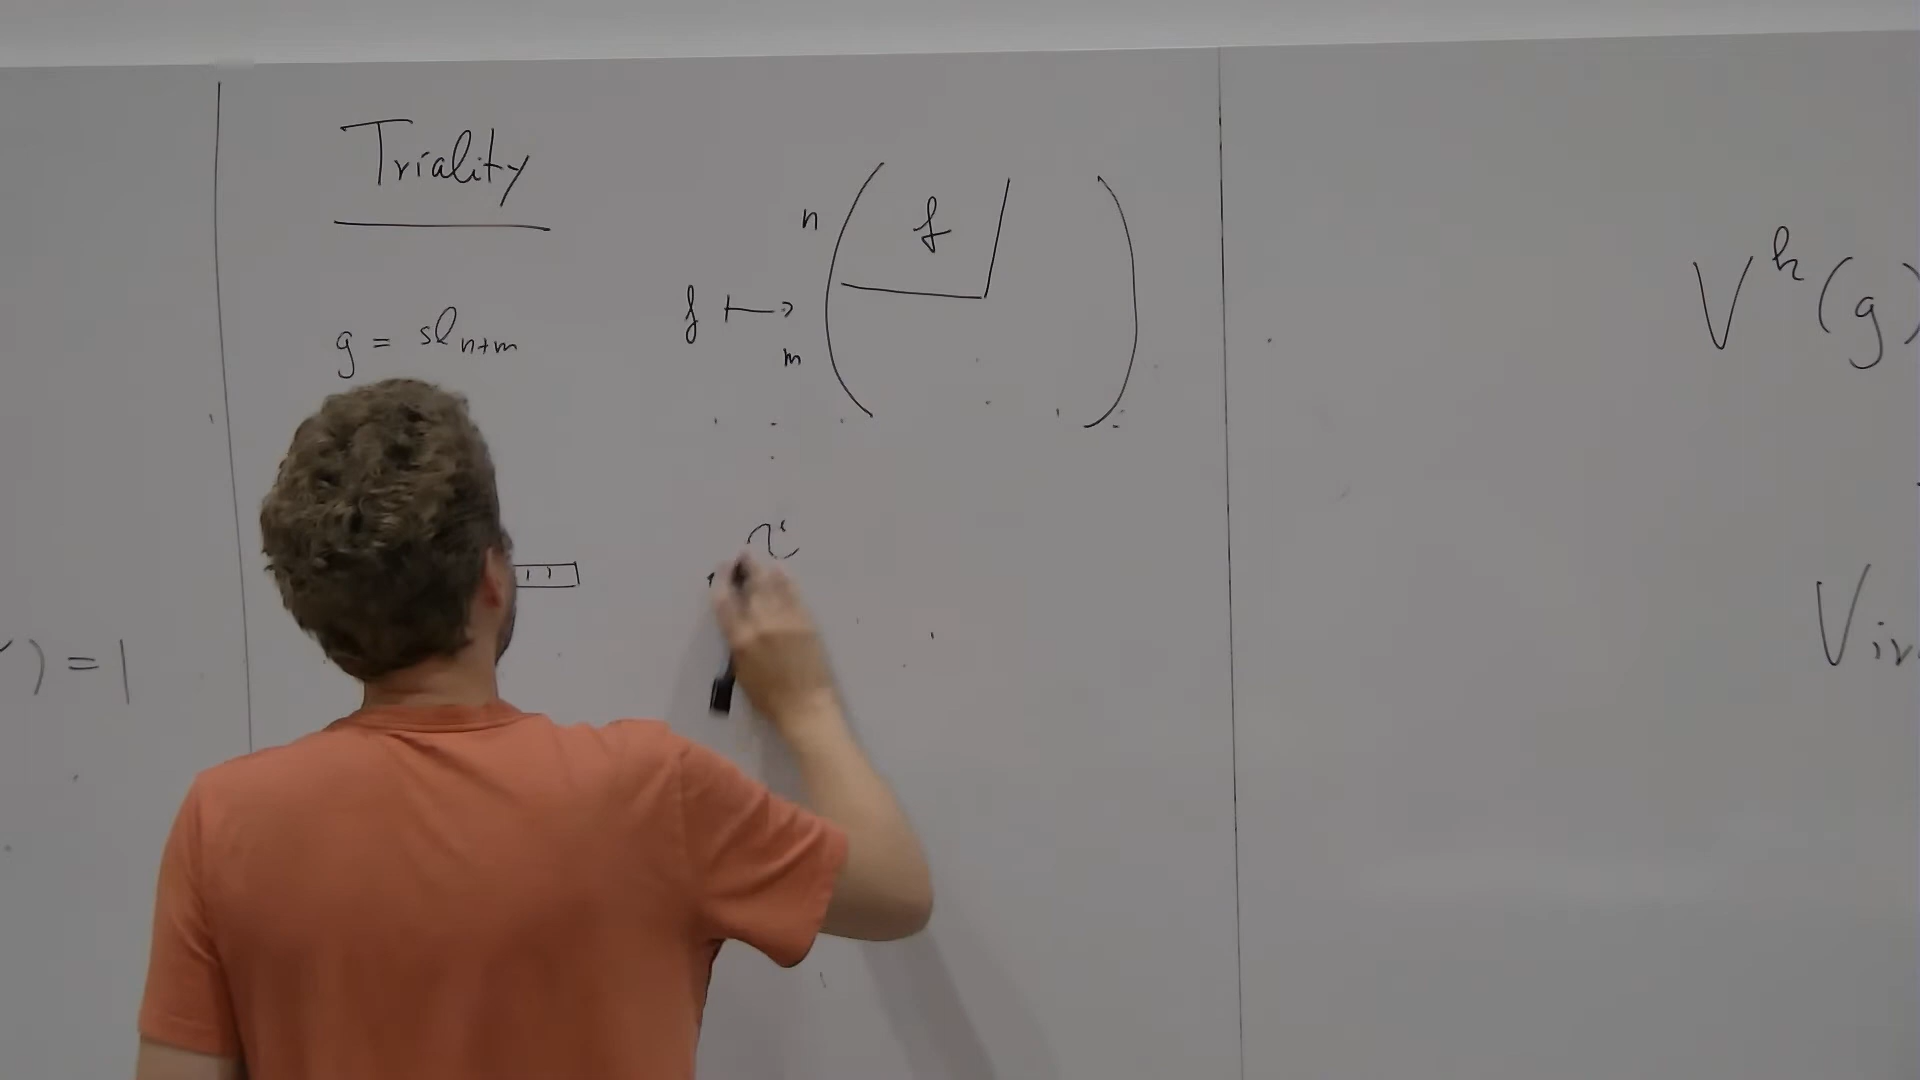 Triality
n
f
f ↦
m
g = sl_{n+m}
V^k(g)
) = 1